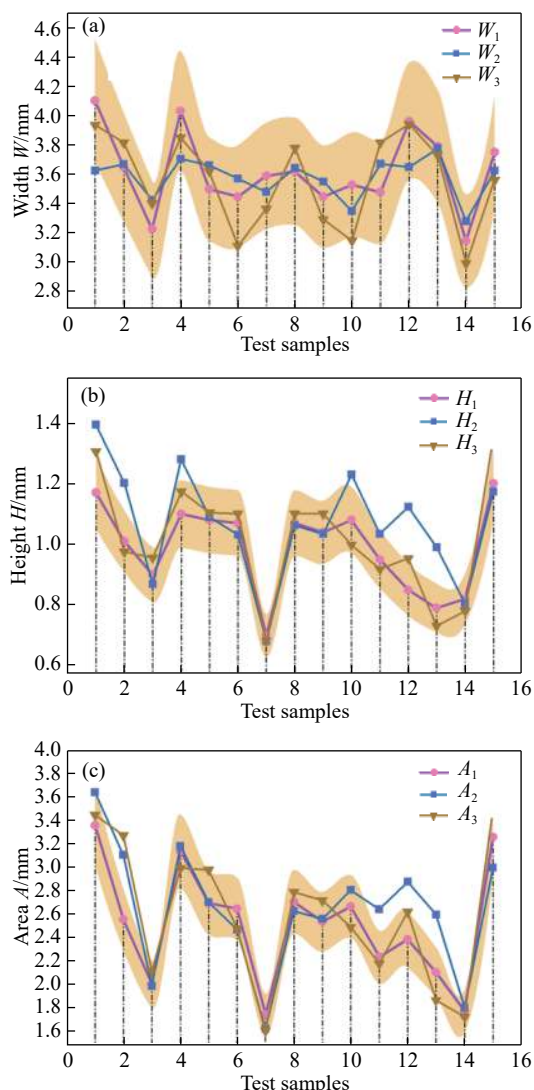 (a)
W1
W2
W3
4.6
4.4
4.2
4.0
3.8
3.6
3.4
3.2
3.0
2.8
Width W/mm
0 2 4 6 8 10 12 14 16
Test samples
(b)
H1
H2
H3
1.4
1.2
1.0
0.8
0.6
Height H/mm
0 2 4 6 8 10 12 14 16
Test samples
(c)
A1
A2
A3
4.0
3.8
3.6
3.4
3.2
3.0
2.8
2.6
2.4
2.2
2.0
1.8
1.6
Area A/mm
0 2 4 6 8 10 12 14 16
Test samples